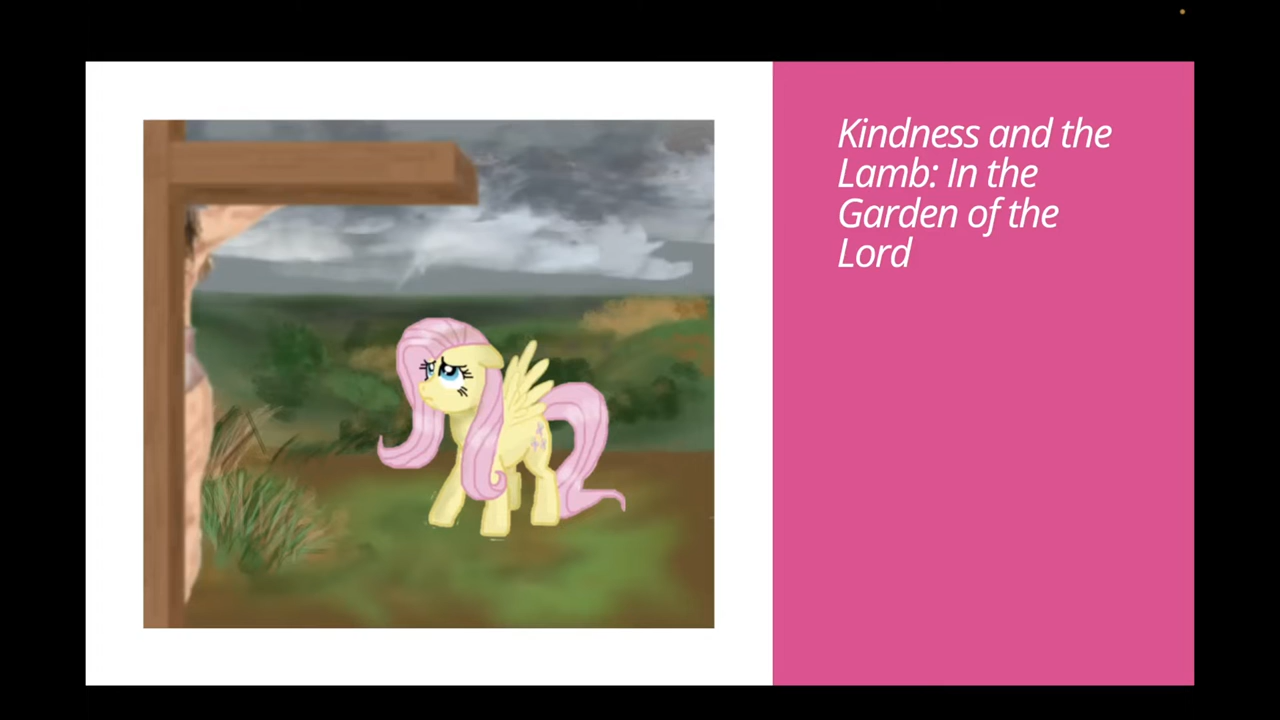 Kindness and the
Lamb: In the
Garden of the
Lord